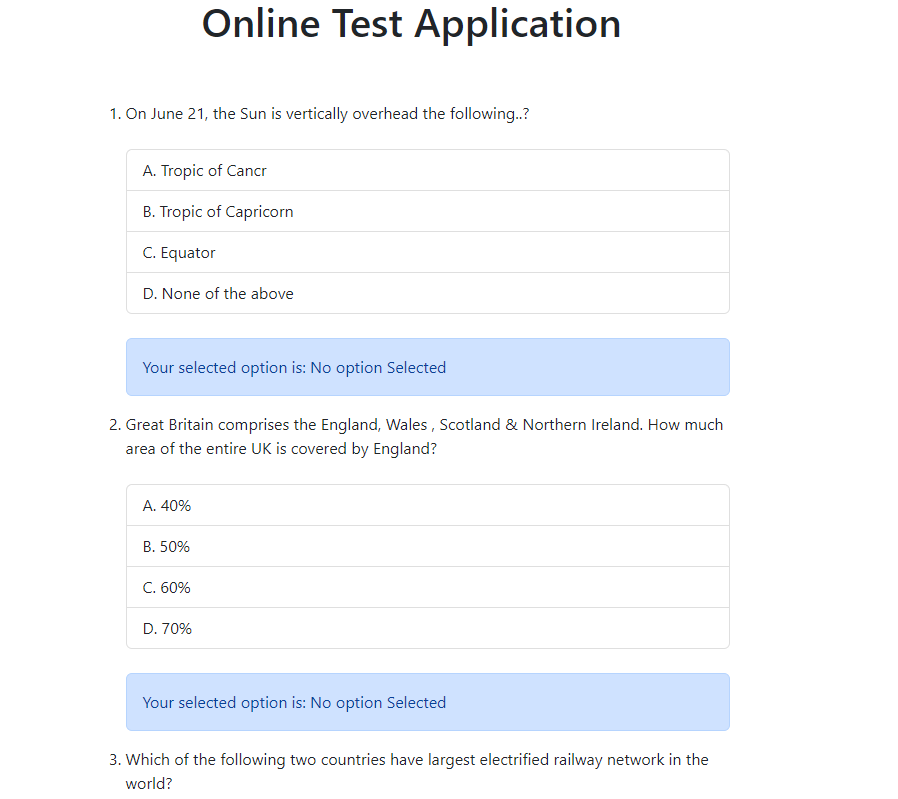 Online Test Application
1. On June 21, the Sun is vertically overhead the following..?
A. Tropic of Cancr
B. Tropic of Capricorn
C. Equator
D. None of the above
Your selected option is: No option Selected
2. Great Britain comprises the England, Wales , Scotland & Northern Ireland. How much
area of the entire UK is covered by England?
A. 40%
B. 50%
C. 60%
D. 70%
Your selected option is: No option Selected
3. Which of the following two countries have largest electrified railway network in the
world?